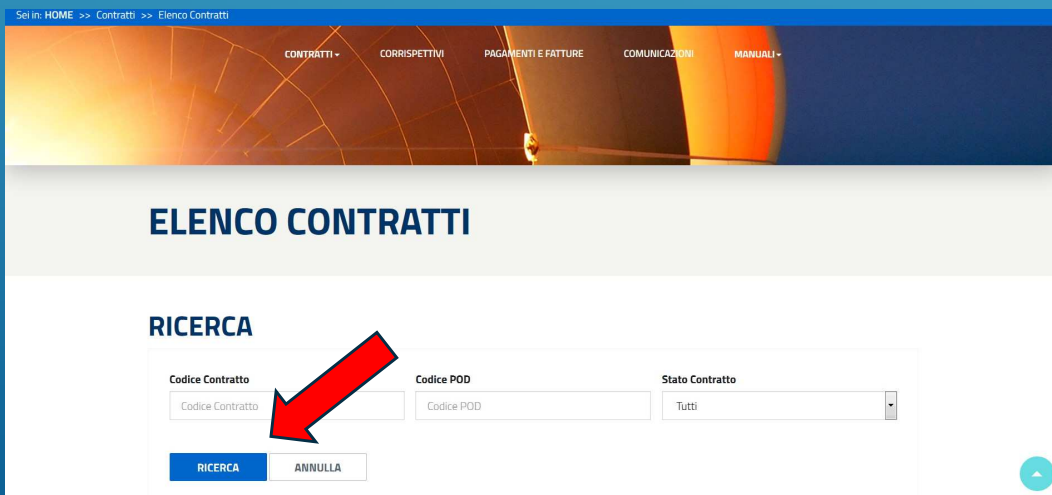 Sei in: HOME >> Contratti >> Elenco Contratti
CONTRATTI CORRISPETTIVI PAGAMENTI E FATTURE COMUNICAZIONI MANUALI
ELENCO CONTRATTI
RICERCA
Codice Contratto Codice POD Stato Contratto
Codice Contratto Codice POD Tutti
RICERCA ANNULLA